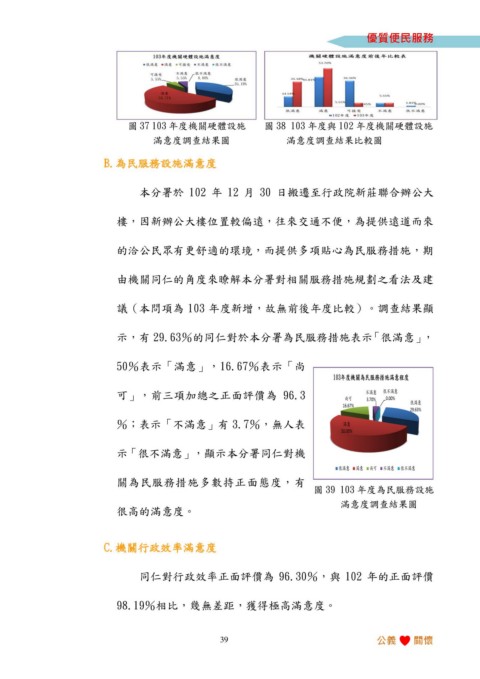 優質便民服務
103年度機關硬體設施滿意度
機關硬體設施滿意度前後年比較表
圖 37 103 年度機關硬體設施
滿意度調查結果圖
圖 38 103 年度與 102 年度機關硬體設施
滿意度調查結果比較圖
B.為民服務設施滿意度
本分署於 102 年 12 月 30 日搬遷至行政院新莊聯合辦公大
樓，因新辦公大樓位置較偏遠，往來交通不便，為提供遠道而來
的洽公民眾有更舒適的環境，而提供多項貼心為民服務措施，期
由機關同仁的角度來瞭解本分署對相關服務措施規劃之看法及建
議（本問項為 103 年度新增，故無前後年度比較）。調查結果顯
示，有 29.63%的同仁對於本分署為民服務措施表示「很滿意」，
50%表示「滿意」，16.67%表示「尚
可」，前三項加總之正面評價為 96.3
%；表示「不滿意」有 3.7%，無人表
示「很不滿意」，顯示本分署同仁對機
關為民服務措施多數持正面態度，有
很高的滿意度。
103年度機關為民服務措施滿意程度
不滿意
3.70%
很不滿意
0.00%
尚可
16.67%
很滿意
29.63%
滿意
50.00%
很滿意 滿意 尚可 不滿意 很不滿意
圖 39 103 年度為民服務設施
滿意度調查結果圖
C.機關行政效率滿意度
同仁對行政效率正面評價為 96.30%，與 102 年的正面評價
98.19%相比，幾無差距，獲得極高滿意度。
39
公義 關懷